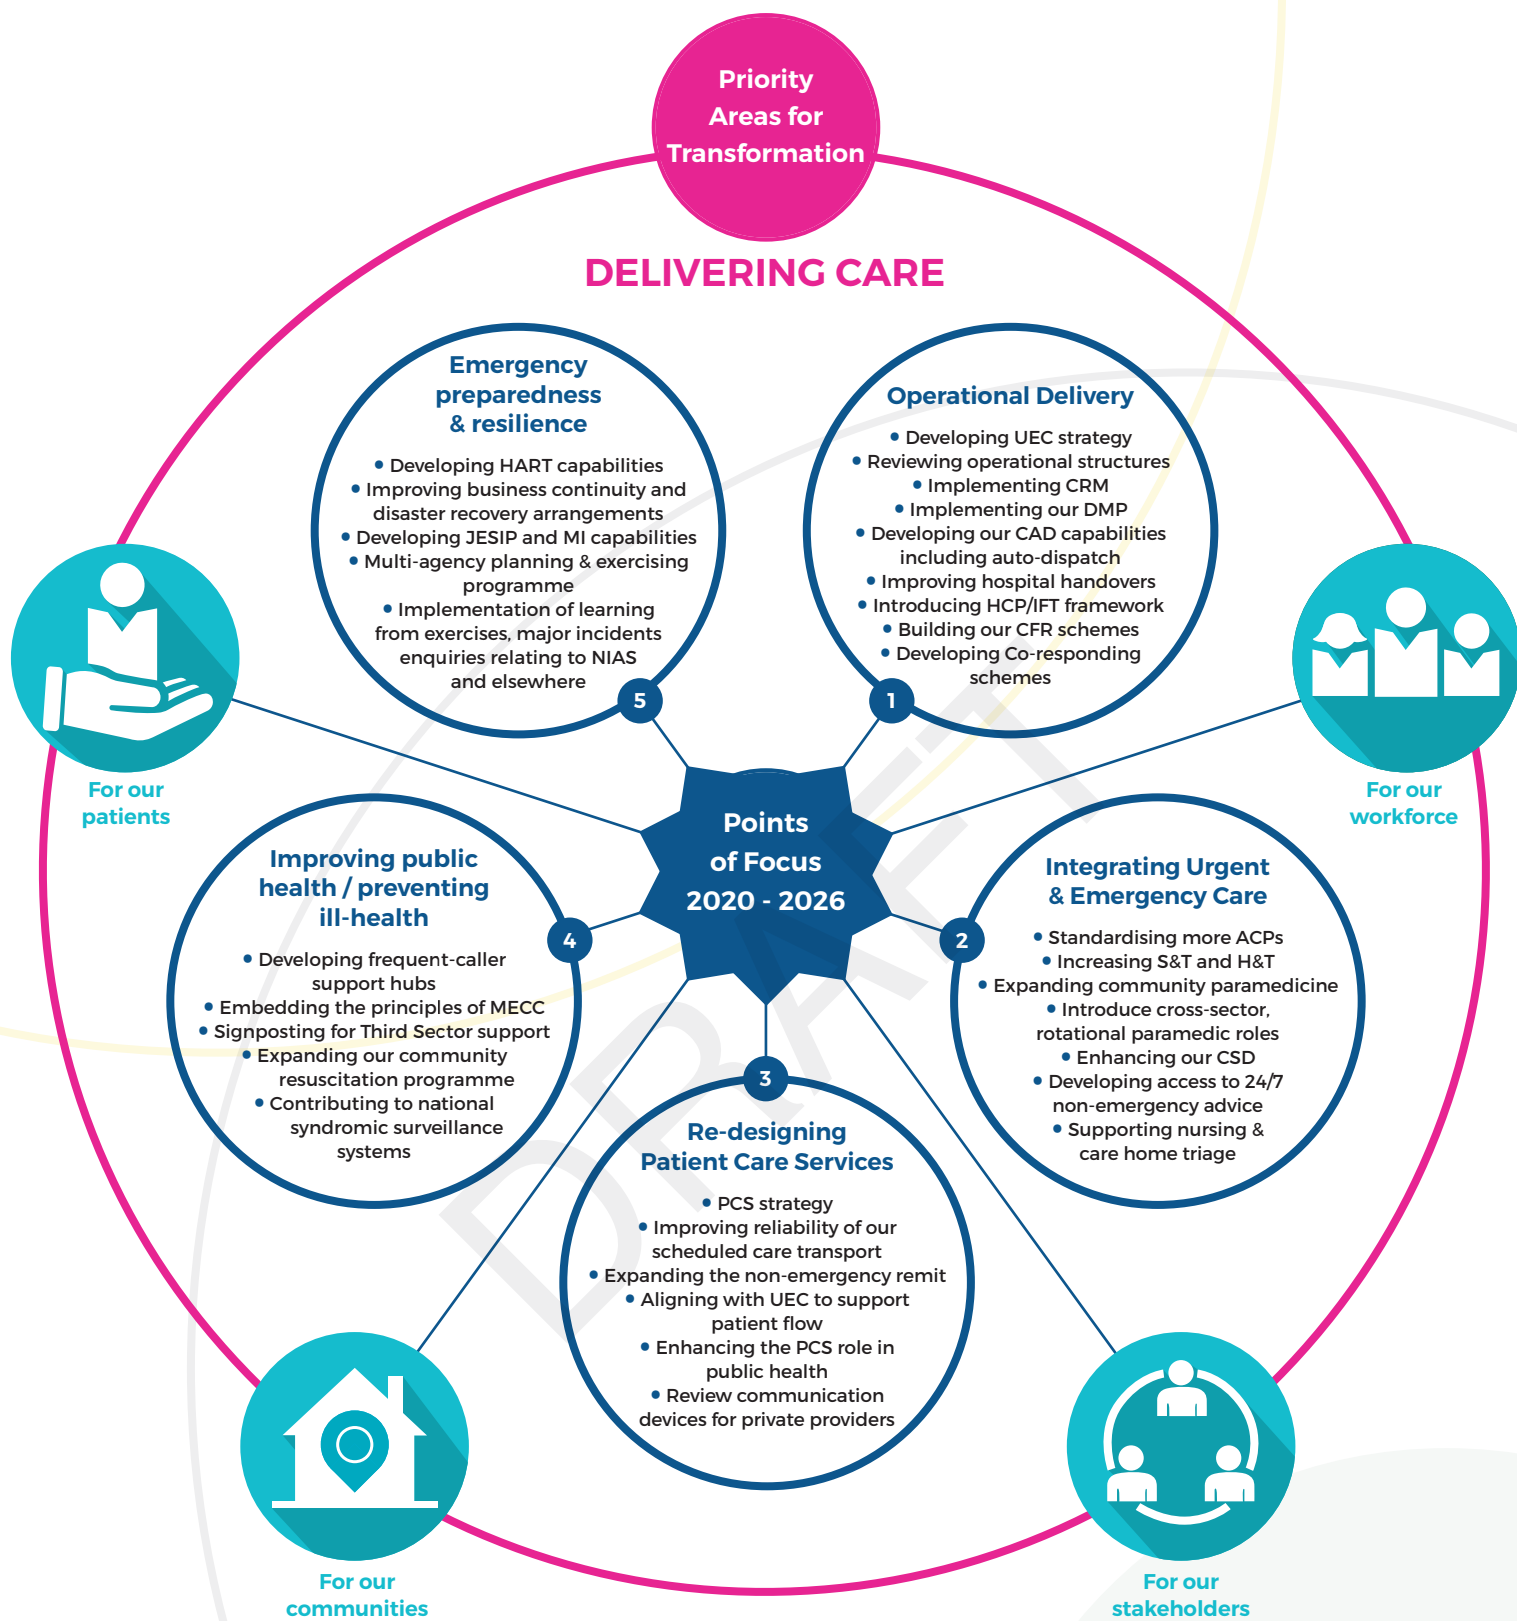 Priority
Areas for
Transformation
DELIVERING CARE
Emergency
preparedness
& resilience
• Developing HART capabilities
• Improving business continuity and
disaster recovery arrangements
• Developing JESIP and MI capabilities
• Multi-agency planning & exercising
programme
• Implementation of learning
from exercises, major incidents
enquiries relating to NIAS
and elsewhere
5
Operational Delivery
• Developing UEC strategy
• Reviewing operational structures
• Implementing CRM
• Implementing our DMP
• Developing our CAD capabilities
including auto-dispatch
• Improving hospital handovers
• Introducing HCP/IFT framework
• Building our CFR schemes
• Developing Co-responding
schemes
1
For our
patients
For our
workforce
Points
of Focus
2020 - 2026
Improving public
health / preventing
ill-health
• Developing frequent-caller
support hubs
• Embedding the principles of MECC
• Signposting for Third Sector support
• Expanding our community
resuscitation programme
• Contributing to national
syndromic surveillance
systems
4
Integrating Urgent
& Emergency Care
• Standardising more ACPs
• Increasing S&T and H&T
• Expanding community paramedicine
• Introduce cross-sector,
rotational paramedic roles
• Enhancing our CSD
• Developing access to 24/7
non-emergency advice
• Supporting nursing &
care home triage
2
3
Re-designing
Patient Care Services
• PCS strategy
• Improving reliability of our
scheduled care transport
• Expanding the non-emergency remit
• Aligning with UEC to support
patient flow
• Enhancing the PCS role in
public health
• Review communication
devices for private providers
For our
communities
For our
stakeholders
DRAFT